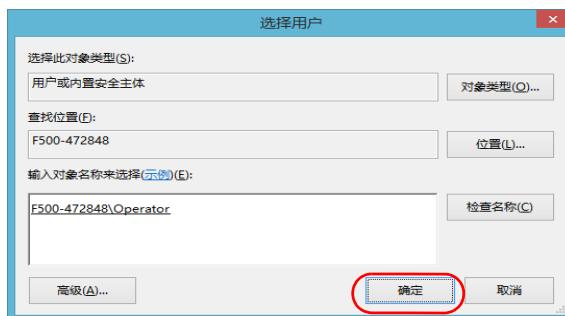 选择用户
选择此对象类型(S):
用户或内置安全主体
对象类型(O)...
查找位置(F):
F500-472848
位置(L)...
输入对象名称来选择(示例)(E):
F500-472848\Operator
检查名称(C)
高级(A)...
确定
取消